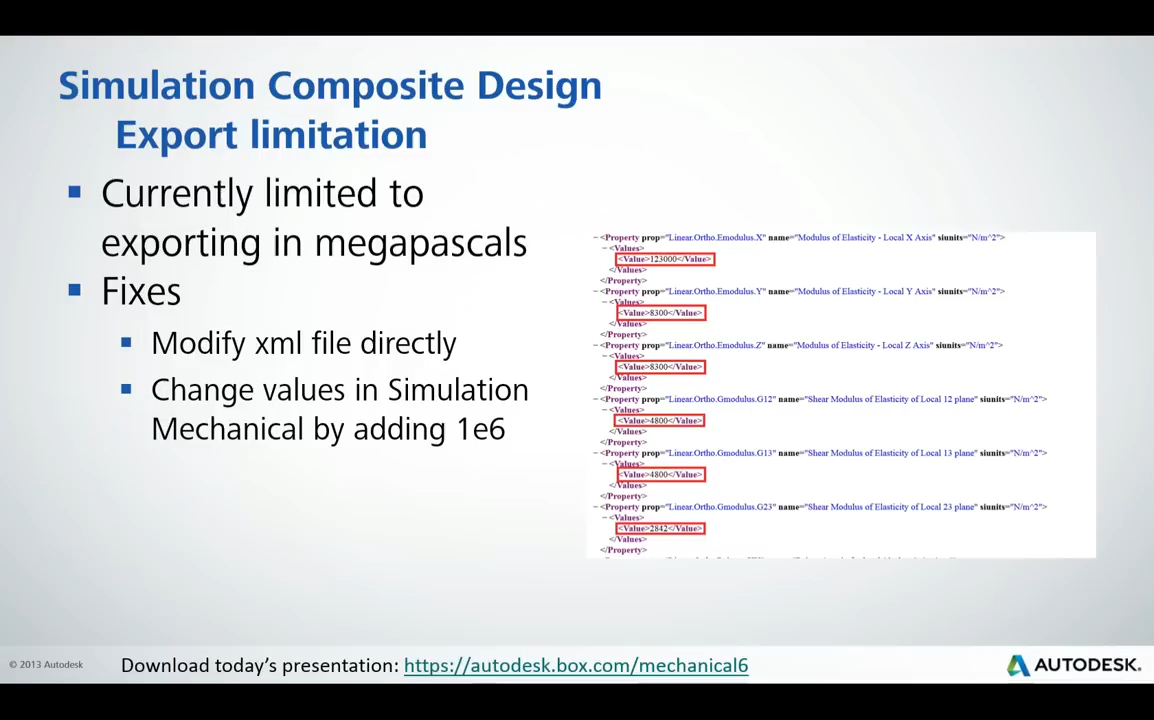 Simulation Composite Design
Export limitation
▪ Currently limited to
exporting in megapascals
▪ Fixes
▪ Modify xml file directly
▪ Change values in Simulation
Mechanical by adding 1e6
− <Property prop="Linear.Ortho.Emodulus.X" name="Modulus of Elasticity - Local X Axis" siunits="N/m^2">
− <Values>
<Value>123000</Value>
</Values>
</Property>
− <Property prop="Linear.Ortho.Emodulus.Y" name="Modulus of Elasticity - Local Y Axis" siunits="N/m^2">
− <Values>
<Value>8300</Value>
</Values>
</Property>
− <Property prop="Linear.Ortho.Emodulus.Z" name="Modulus of Elasticity - Local Z Axis" siunits="N/m^2">
− <Values>
<Value>8300</Value>
</Values>
</Property>
− <Property prop="Linear.Ortho.Gmodulus.G12" name="Shear Modulus of Elasticity of Local 12 plane" siunits="N/m^2">
− <Values>
<Value>4800</Value>
</Values>
</Property>
− <Property prop="Linear.Ortho.Gmodulus.G13" name="Shear Modulus of Elasticity of Local 13 plane" siunits="N/m^2">
− <Values>
<Value>4800</Value>
</Values>
</Property>
− <Property prop="Linear.Ortho.Gmodulus.G23" name="Shear Modulus of Elasticity of Local 23 plane" siunits="N/m^2">
− <Values>
<Value>2842</Value>
</Values>
</Property>
© 2013 Autodesk
Download today's presentation: https://autodesk.box.com/mechanical6
AUTODESK.